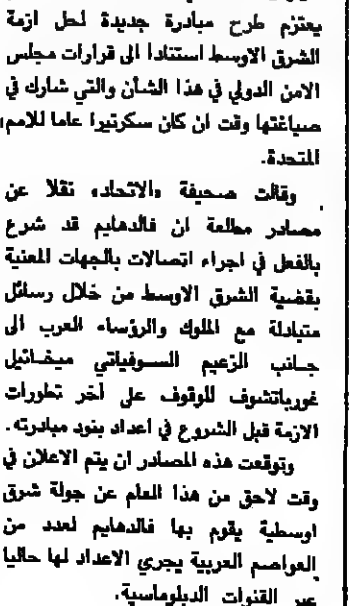 يعتزم طرح مبادرة جديدة لحل ازمة
الشرق الاوسط استنادا الى قرارات مجلس
الامن الدولي في هذا الشأن والتي شارك في
صياغتها وقت ان كان سكرتيرا عاما للامم
المتحدة.
وقالت صحيفة «الاتحاد» نقلا عن
مصادر مطلعة ان فالدهايم قد شرع
بالفعل في اجراء اتصالات بالجهات المعنية
بقضية الشرق الاوسط من خلال رسائل
متبادلة مع الملوك والرؤساء العرب الى
جانب الزعيم السوفياتي ميخائيل
غورباتشوف للوقوف على آخر تطورات
الازمة قبل الشروع في اعداد بنود مبادرته.
وتوقعت هذه المصادر ان يتم الاعلان في
وقت لاحق من هذا العام عن جولة شرق
اوسطية يقوم بها فالدهايم لعدد من
العواصم العربية يجري الاعداد لها حاليا
عبر القنوات الدبلوماسية.